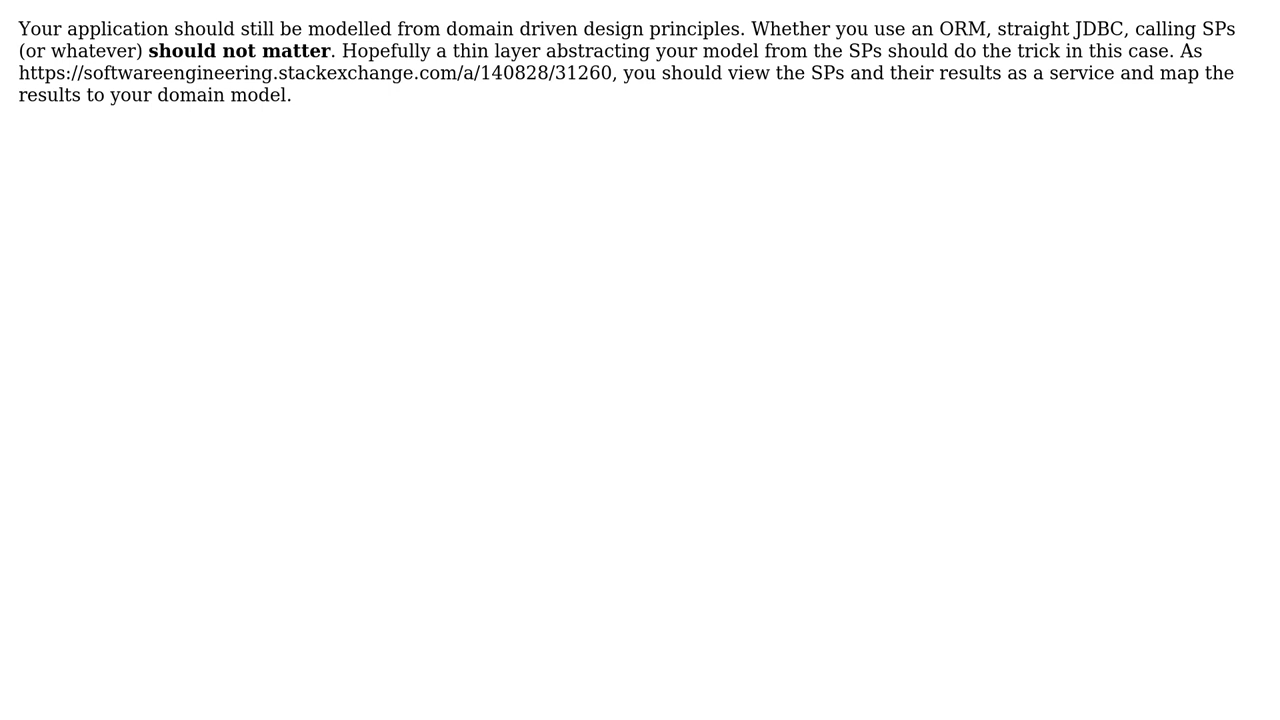 Your application should still be modelled from domain driven design principles. Whether you use an ORM, straight JDBC, calling SPs
(or whatever) should not matter. Hopefully a thin layer abstracting your model from the SPs should do the trick in this case. As
https://softwareengineering.stackexchange.com/a/140828/31260, you should view the SPs and their results as a service and map the
results to your domain model.